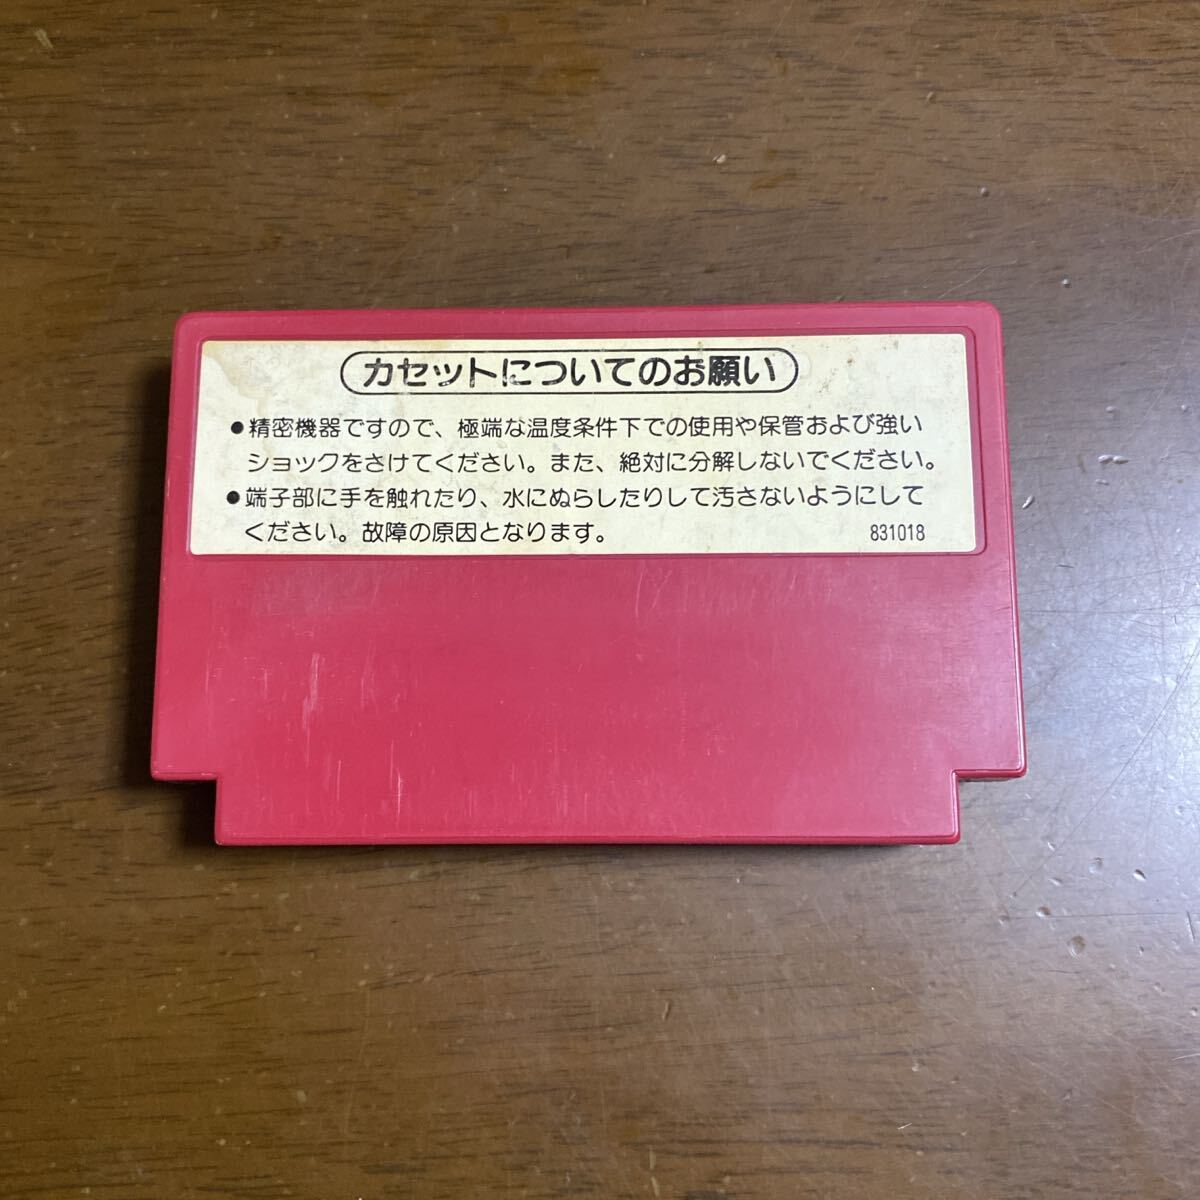 カセットについてのお願い
●精密機器ですので、極端な温度条件下での使用や保管および強い
ショックをさけてください。また、絶対に分解しないでください。
●端子部に手を触れたり、水にぬらしたりして汚さないようにして
ください。故障の原因となります。
831018